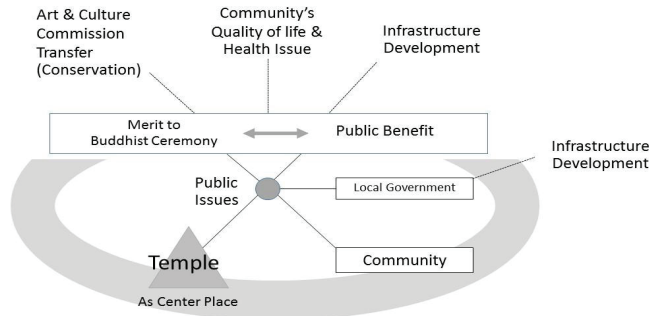 Art & Culture
Commission
Transfer
(Conservation)
Community’s
Quality of life &
Health Issue
Infrastructure
Development
Merit to
Buddhist Ceremony
Public Benefit
Infrastructure
Development
Public
Issues
Local Government
Temple
Community
As Center Place